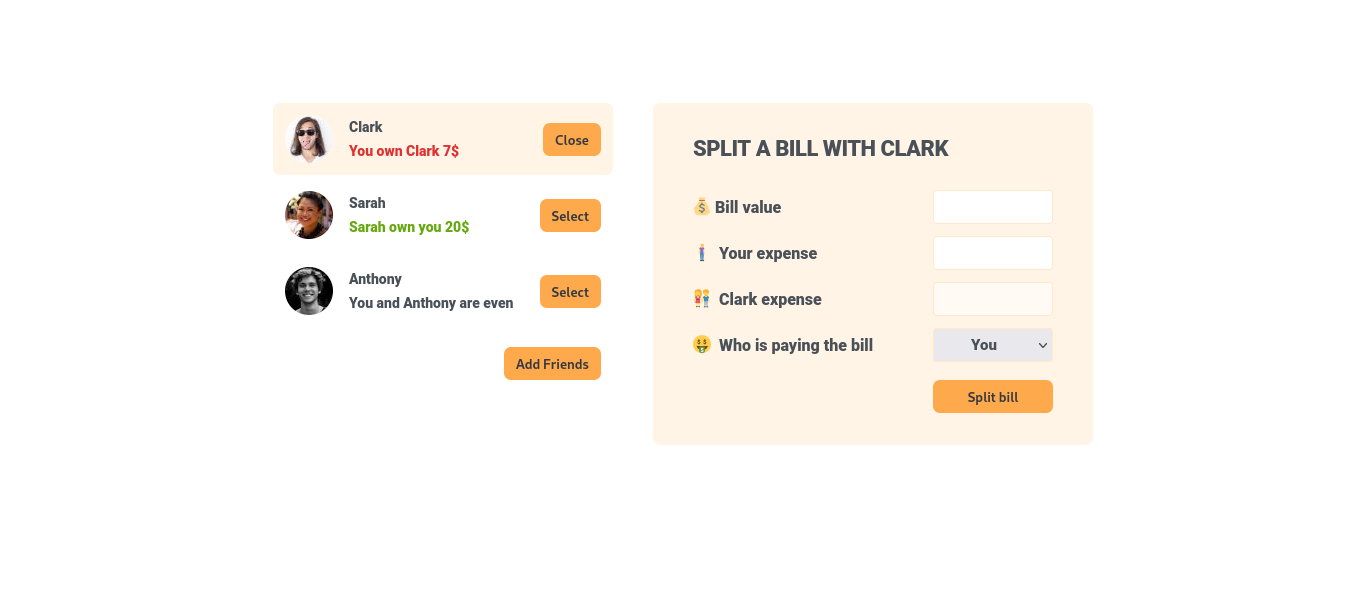 Clark
You own Clark 7$
Close
Sarah
Sarah own you 20$
Select
Anthony
You and Anthony are even
Select
Add Friends
SPLIT A BILL WITH CLARK
💰 Bill value
🧍‍♀️ Your expense
👫 Clark expense
🤑 Who is paying the bill
You
Split bill